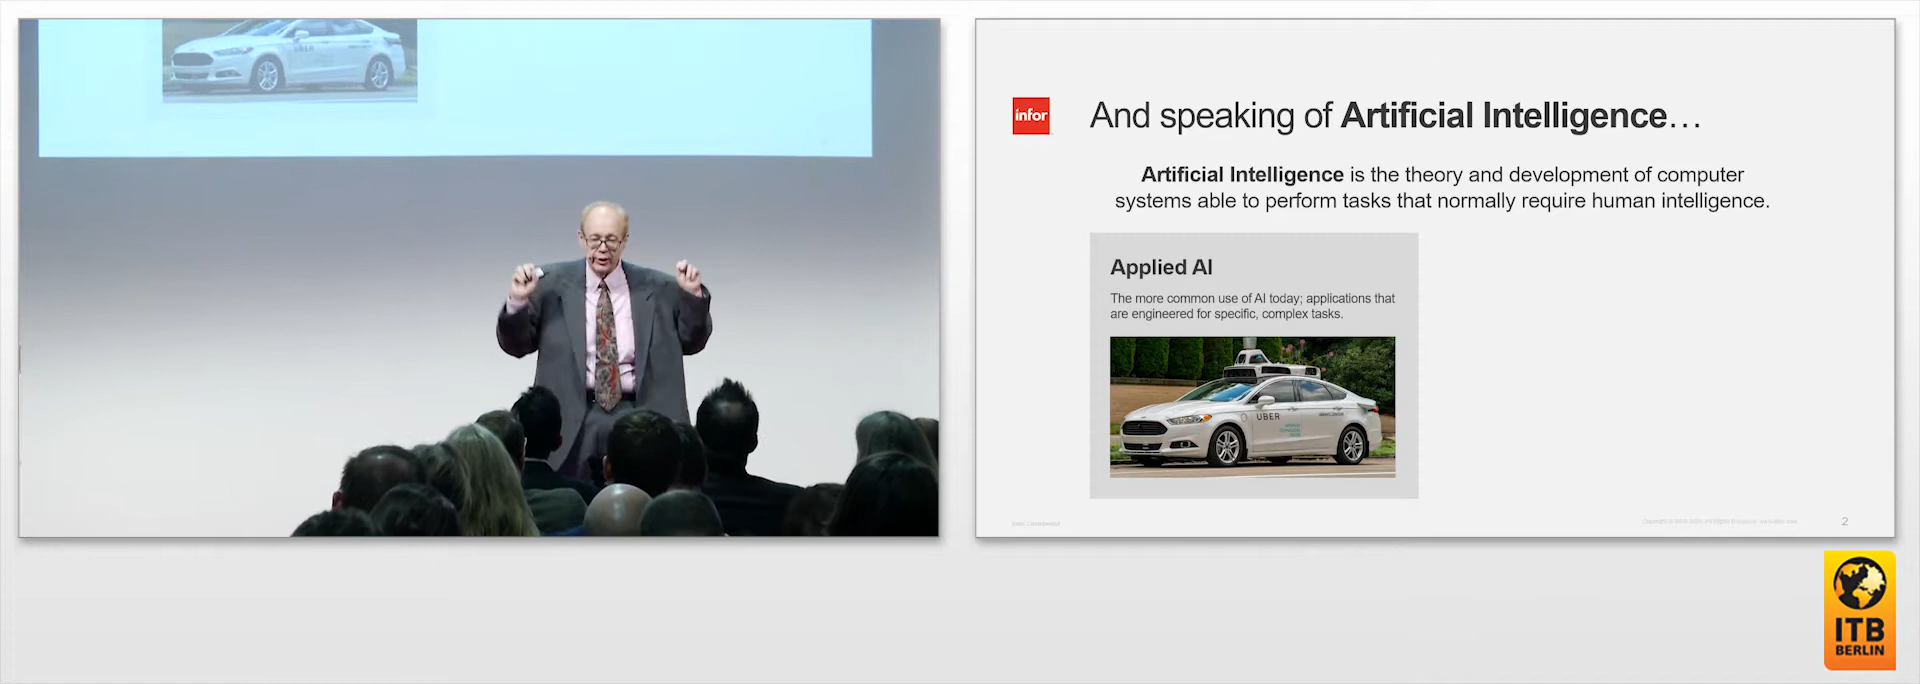 UBER
infor
And speaking of Artificial Intelligence…
Artificial Intelligence is the theory and development of computer
systems able to perform tasks that normally require human intelligence.
Applied AI
The more common use of AI today; applications that
are engineered for specific, complex tasks.
UBER
2
ITB
BERLIN